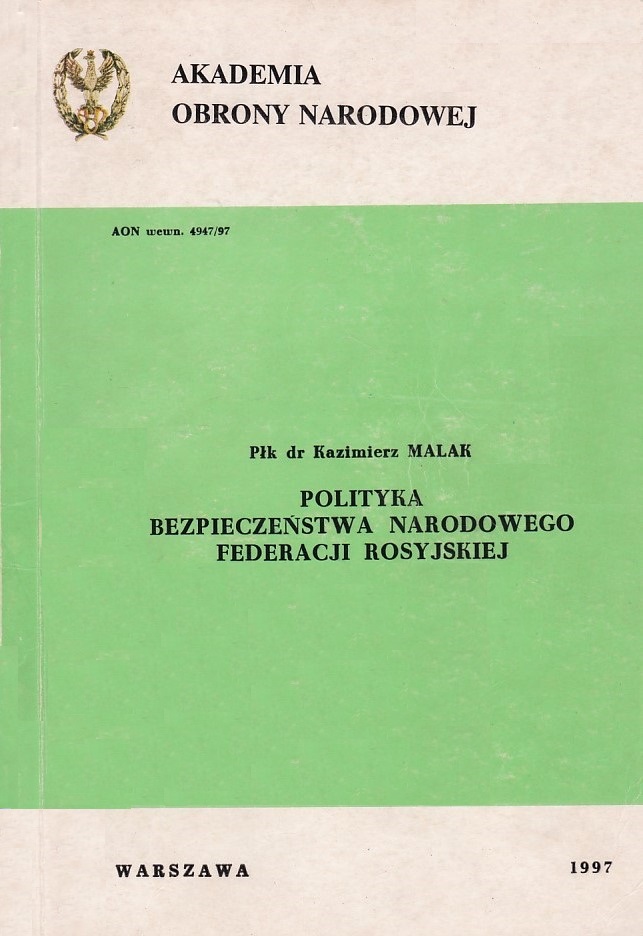 AKADEMIA
OBRONY NARODOWEJ
AON wewn. 4947/97
Płk dr Kazimierz MALAK
POLITYKA
BEZPIECZEŃSTWA NARODOWEGO
FEDERACJI ROSYJSKIEJ
WARSZAWA 1997